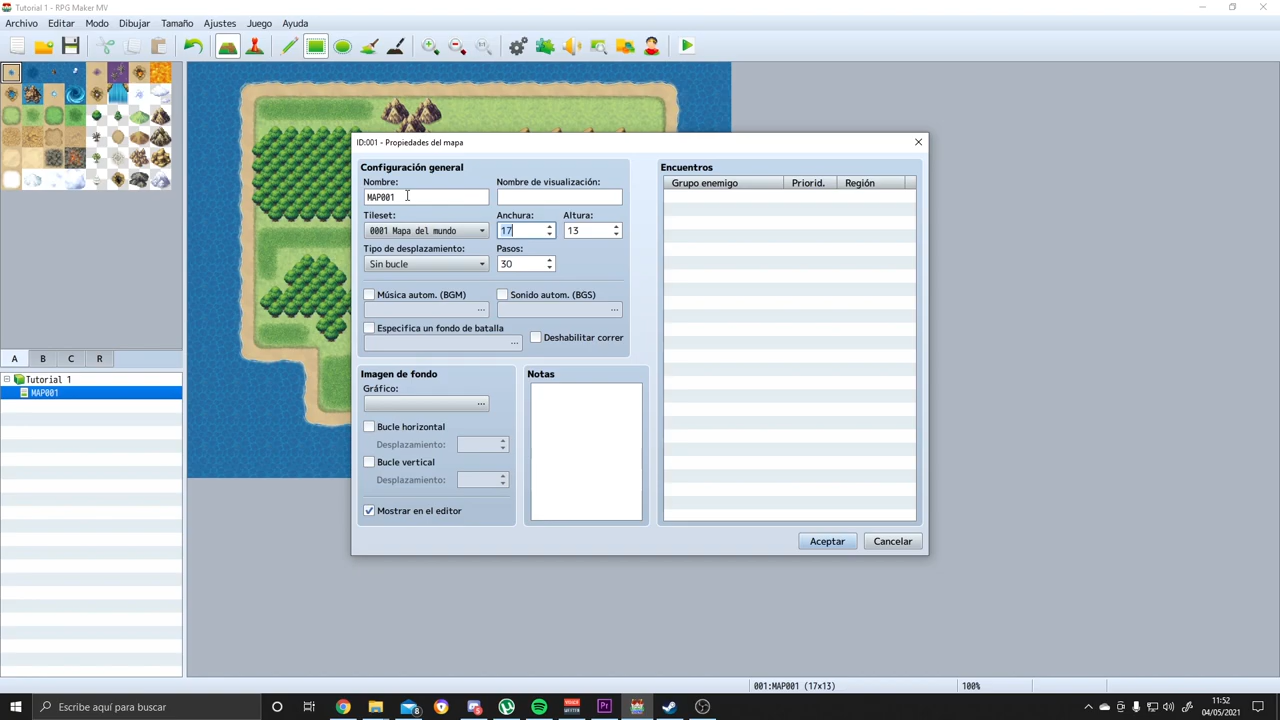 Tutorial 1 - RPG Maker MV
Archivo Editar Modo Dibujar Tamaño Ajustes Juego Ayuda
ID:001 - Propiedades del mapa
Configuración general
Nombre: Nombre de visualización:
MAP001
Tileset: Anchura: Altura:
0001 Mapa del mundo 17 13
Tipo de desplazamiento: Pasos:
Sin bucle 30
Música autom. (BGM) Sonido autom. (BGS)
... ...
Especifica un fondo de batalla
... Deshabilitar correr
Imagen de fondo
Gráfico:
...
Bucle horizontal
Desplazamiento:
Bucle vertical
Desplazamiento:
Mostrar en el editor
Notas
Encuentros
Grupo enemigo Priorid. Región
Aceptar Cancelar
A B C R
Tutorial 1
MAP001
001:MAP001 (17x13) 100%
Escribe aquí para buscar
8
Pr
11:52
04/05/2021